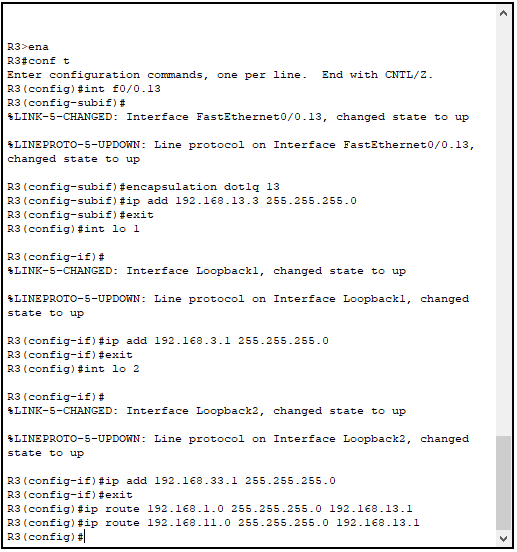 R3>ena
R3#conf t
Enter configuration commands, one per line.  End with CNTL/Z.
R3(config)#int f0/0.13
R3(config-subif)#
%LINK-5-CHANGED: Interface FastEthernet0/0.13, changed state to up
%LINEPROTO-5-UPDOWN: Line protocol on Interface FastEthernet0/0.13,
changed state to up
R3(config-subif)#encapsulation dot1q 13
R3(config-subif)#ip add 192.168.13.3 255.255.255.0
R3(config-subif)#exit
R3(config)#int lo 1
R3(config-if)#
%LINK-5-CHANGED: Interface Loopback1, changed state to up
%LINEPROTO-5-UPDOWN: Line protocol on Interface Loopback1, changed
state to up
R3(config-if)#ip add 192.168.3.1 255.255.255.0
R3(config-if)#exit
R3(config)#int lo 2
R3(config-if)#
%LINK-5-CHANGED: Interface Loopback2, changed state to up
%LINEPROTO-5-UPDOWN: Line protocol on Interface Loopback2, changed
state to up
R3(config-if)#ip add 192.168.33.1 255.255.255.0
R3(config-if)#exit
R3(config)#ip route 192.168.1.0 255.255.255.0 192.168.13.1
R3(config)#ip route 192.168.11.0 255.255.255.0 192.168.13.1
R3(config)#